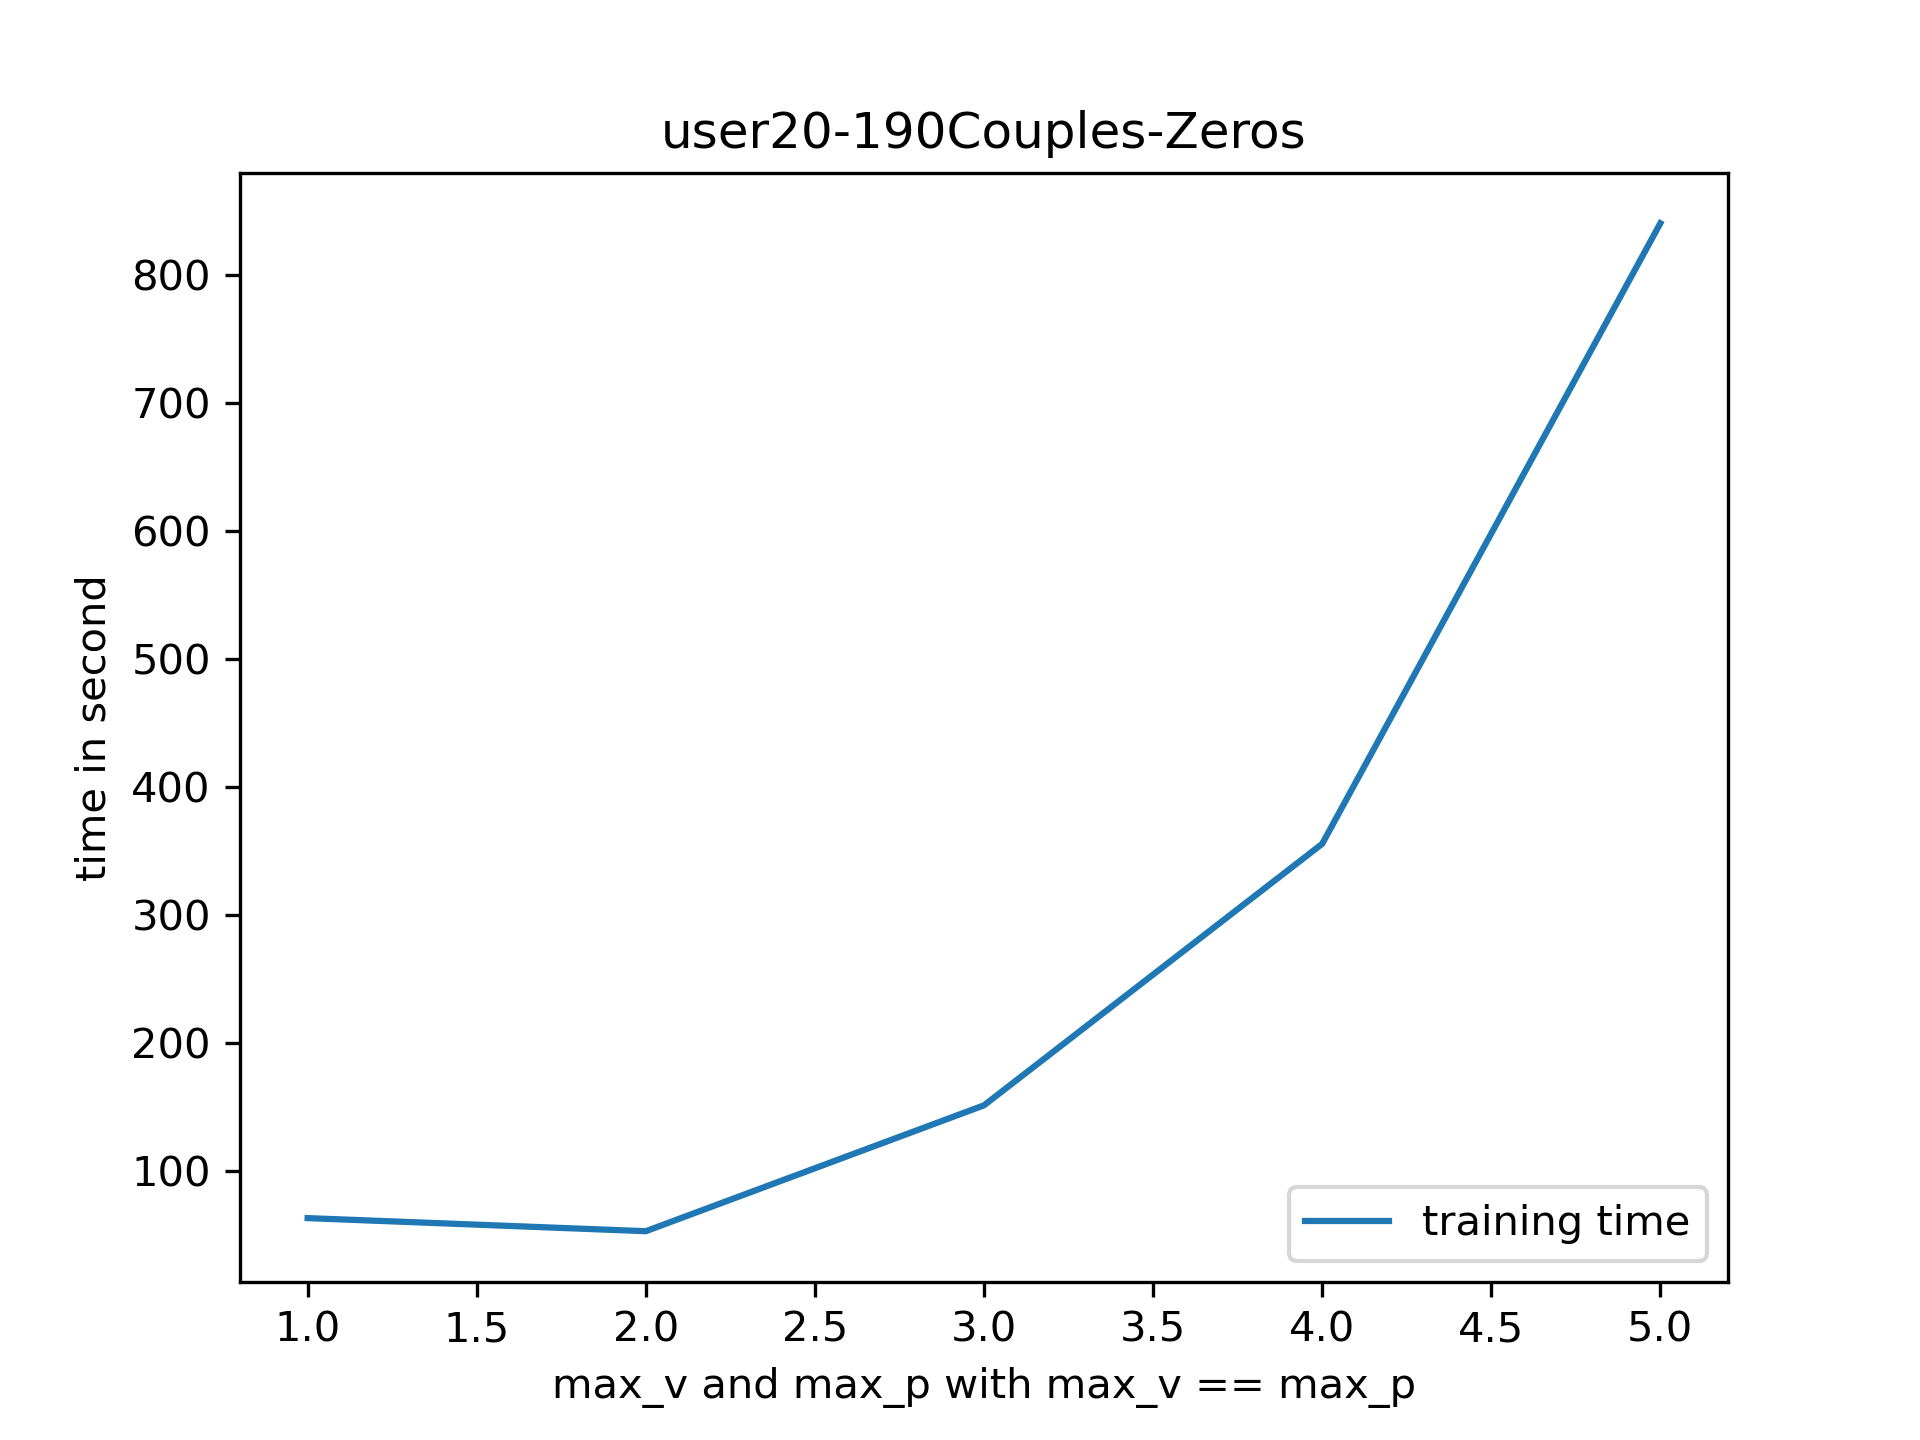 user20-190Couples-Zeros
800
700
600
500
400
300
200
100
time in second
training time
1.0 1.5 2.0 2.5 3.0 3.5 4.0 4.5 5.0
max_v and max_p with max_v == max_p